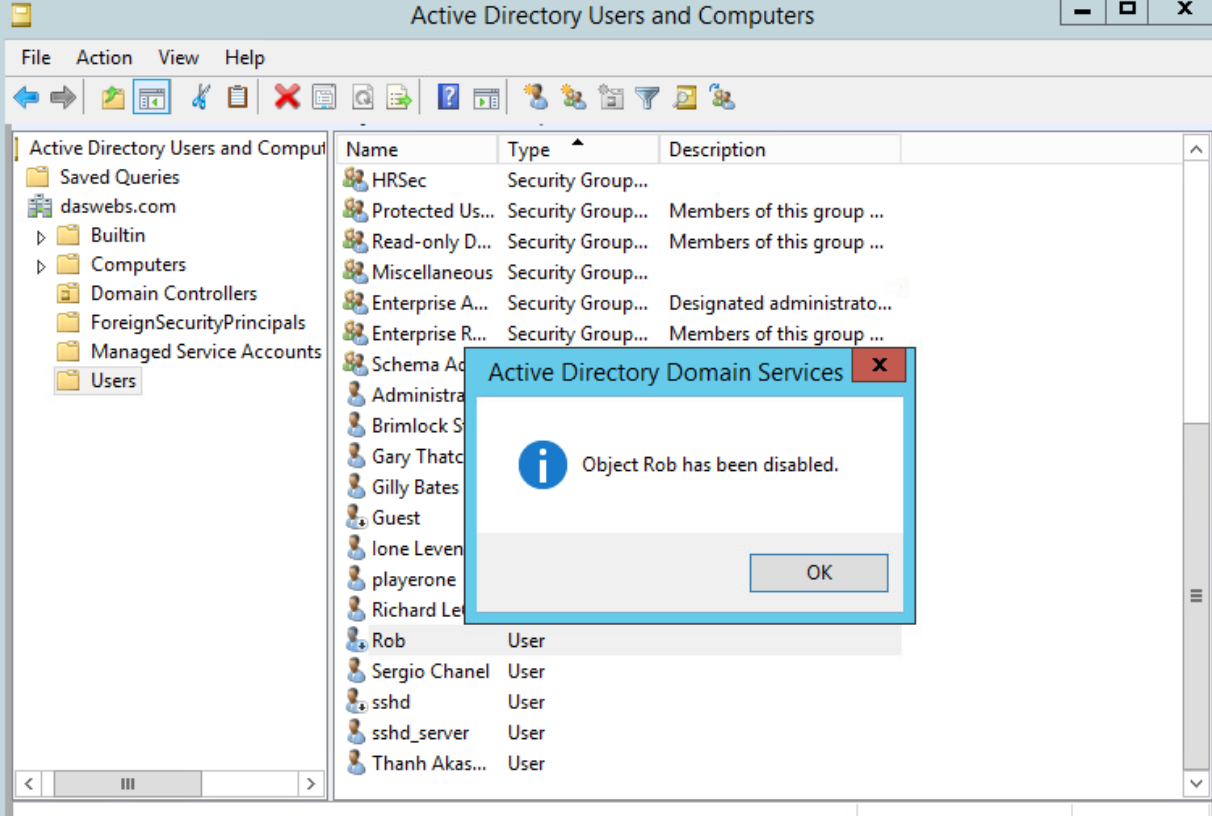 Active Directory Users and Computers
File Action View Help
Active Directory Users and Comput
Saved Queries
daswebs.com
Builtin
Computers
Domain Controllers
ForeignSecurityPrincipals
Managed Service Accounts
Users
Name Type Description
HRSec Security Group...
Protected Us... Security Group... Members of this group ...
Read-only D... Security Group... Members of this group ...
Miscellaneous Security Group...
Enterprise A... Security Group... Designated administrato...
Enterprise R... Security Group... Members of this group ...
Schema Ad
Administra
Brimlock S
Gary Thatc
Gilly Bates
Guest
Ione Leven
playerone
Richard Le
Rob User
Sergio Chanel User
sshd User
sshd_server User
Thanh Akas... User
Active Directory Domain Services
Object Rob has been disabled.
OK